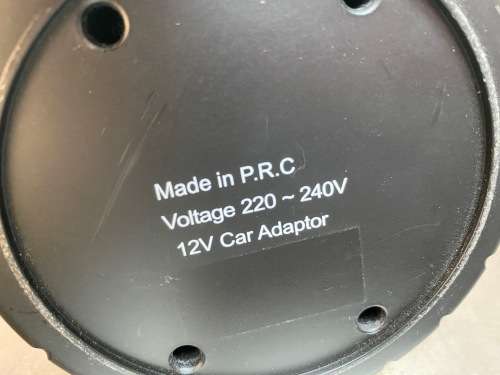 Made in P.R.C
Voltage 220 ~ 240V
12V Car Adaptor